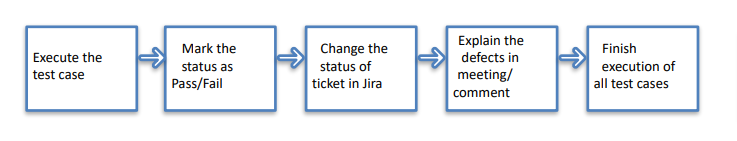 Execute the
test case
Mark the
status as
Pass/Fail
Change the
status of
ticket in Jira
Explain the
defects in
meeting/
comment
Finish
execution of
all test cases